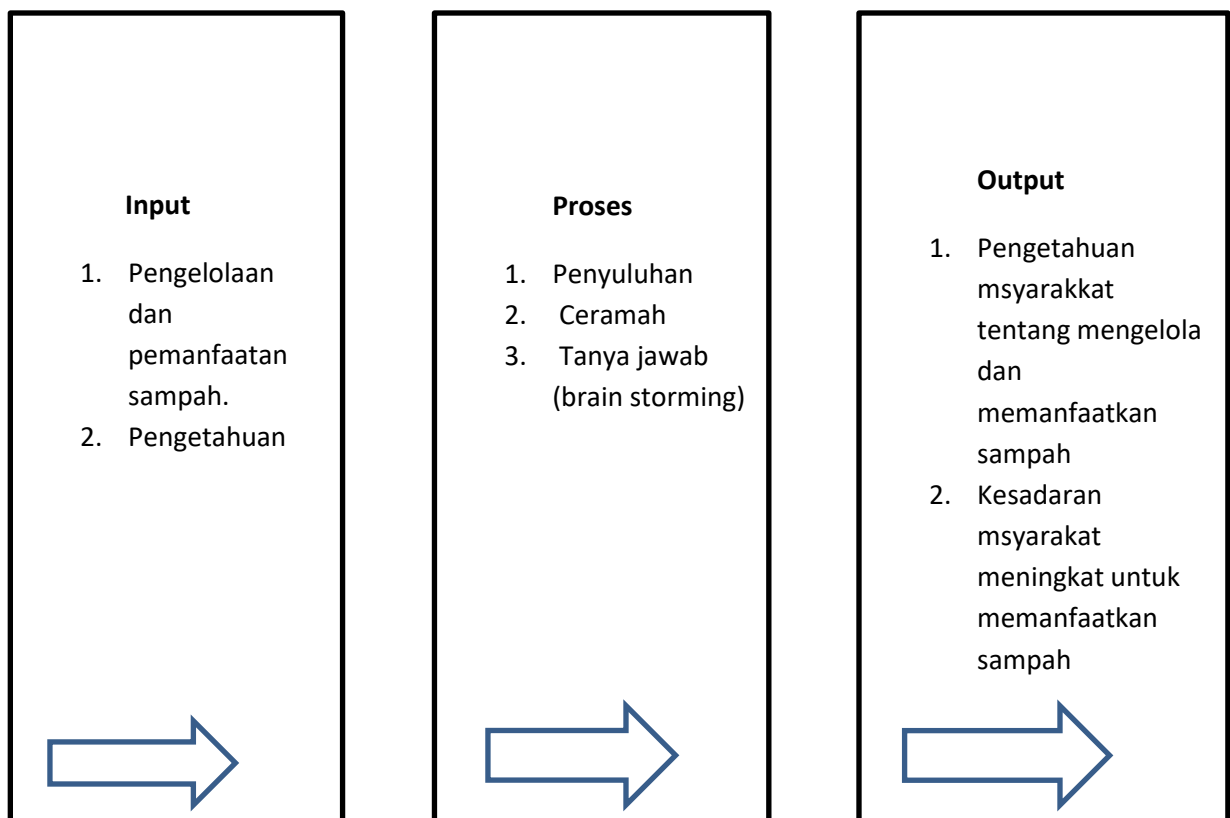 Input
1. Pengelolaan
dan
pemanfaatan
sampah.
2. Pengetahuan
Proses
1. Penyuluhan
2. Ceramah
3. Tanya jawab
(brain storming)
Output
1. Pengetahuan
msyarakkat
tentang mengelola
dan
memanfaatkan
sampah
2. Kesadaran
msyarakat
meningkat untuk
memanfaatkan
sampah